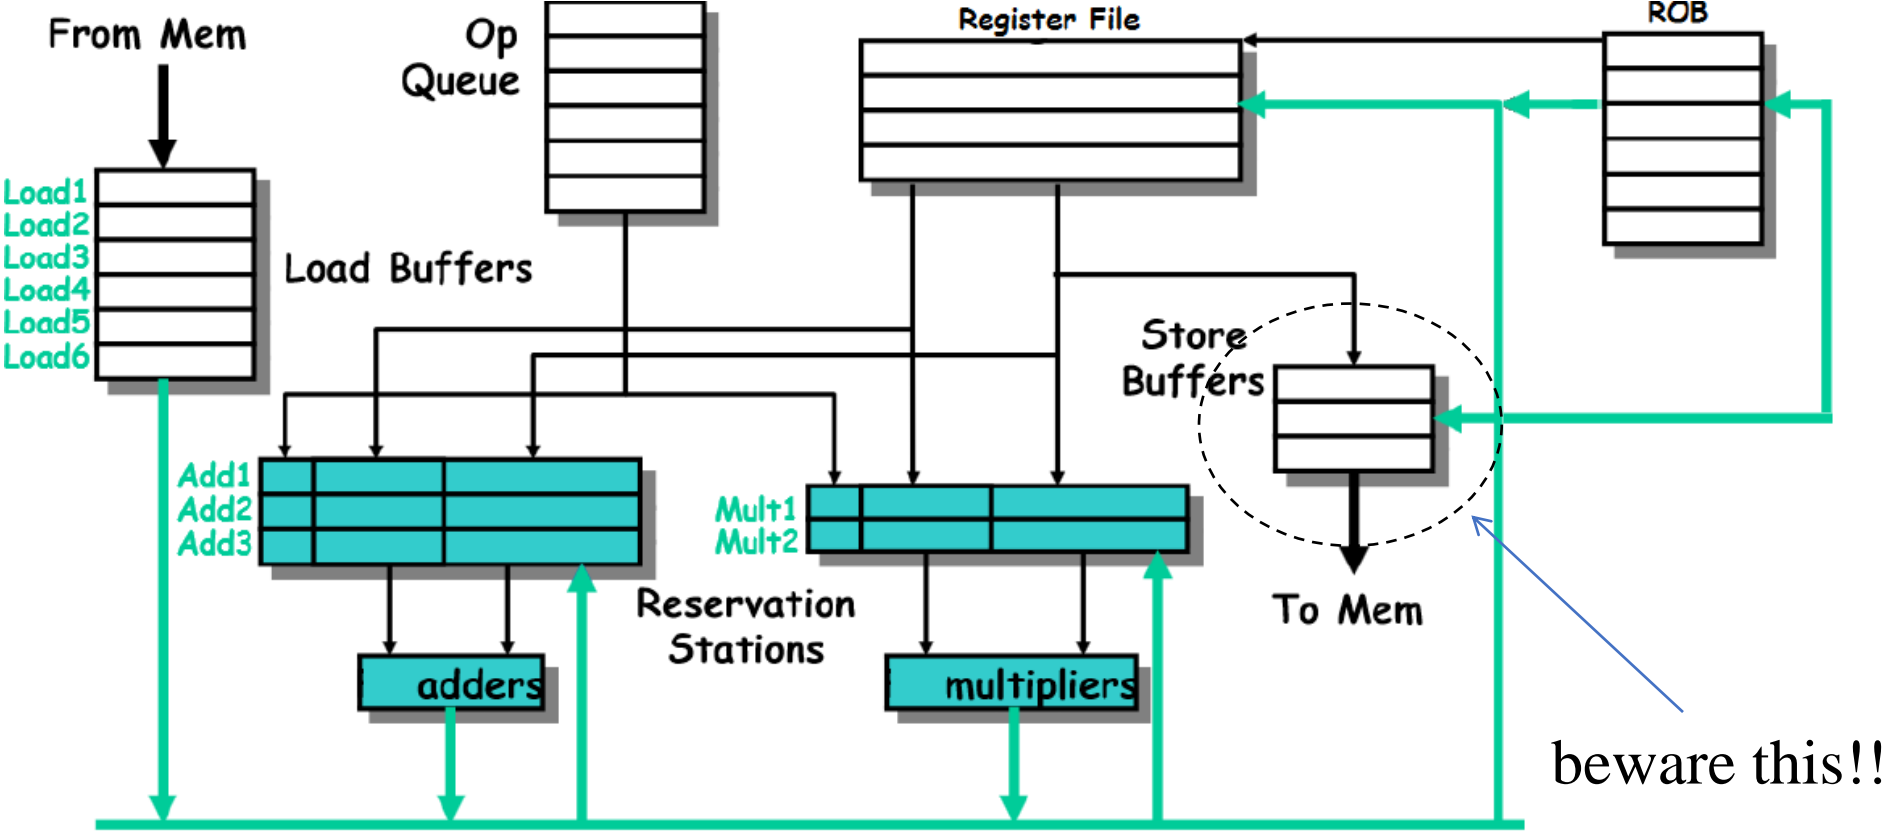 From Mem
Op
Queue
Register File
ROB
Load1
Load2
Load3
Load4
Load5
Load6
Load Buffers
Store
Buffers
Add1
Add2
Add3
Mult1
Mult2
Reservation
Stations
To Mem
adders
multipliers
beware this!!